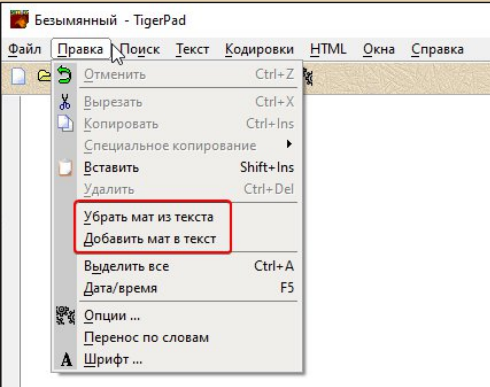 Безымянный - TigerPad
Файл Правка Поиск Текст Кодировки HTML Окна Справка
Отменить Ctrl+Z
Вырезать Ctrl+X
Копировать Ctrl+Ins
Специальное копирование
Вставить Shift+Ins
Удалить Ctrl+Del
Убрать мат из текста
Добавить мат в текст
Выделить все Ctrl+A
Дата/время F5
Опции ...
Перенос по словам
Шрифт ...